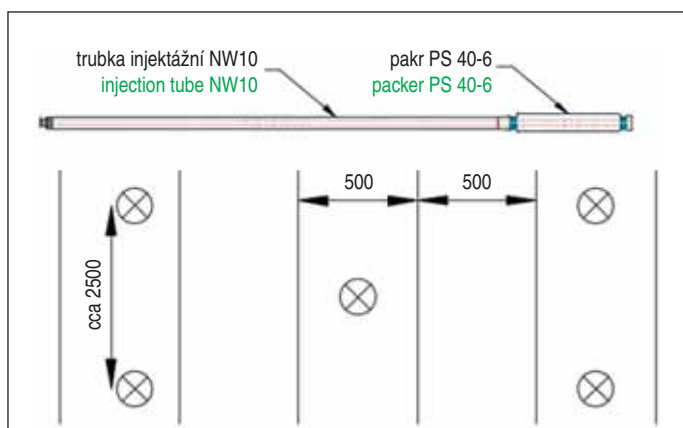 trubka injektážní NW10
injection tube NW10
pakr PS 40-6
packer PS 40-6
500
500
cca 2500